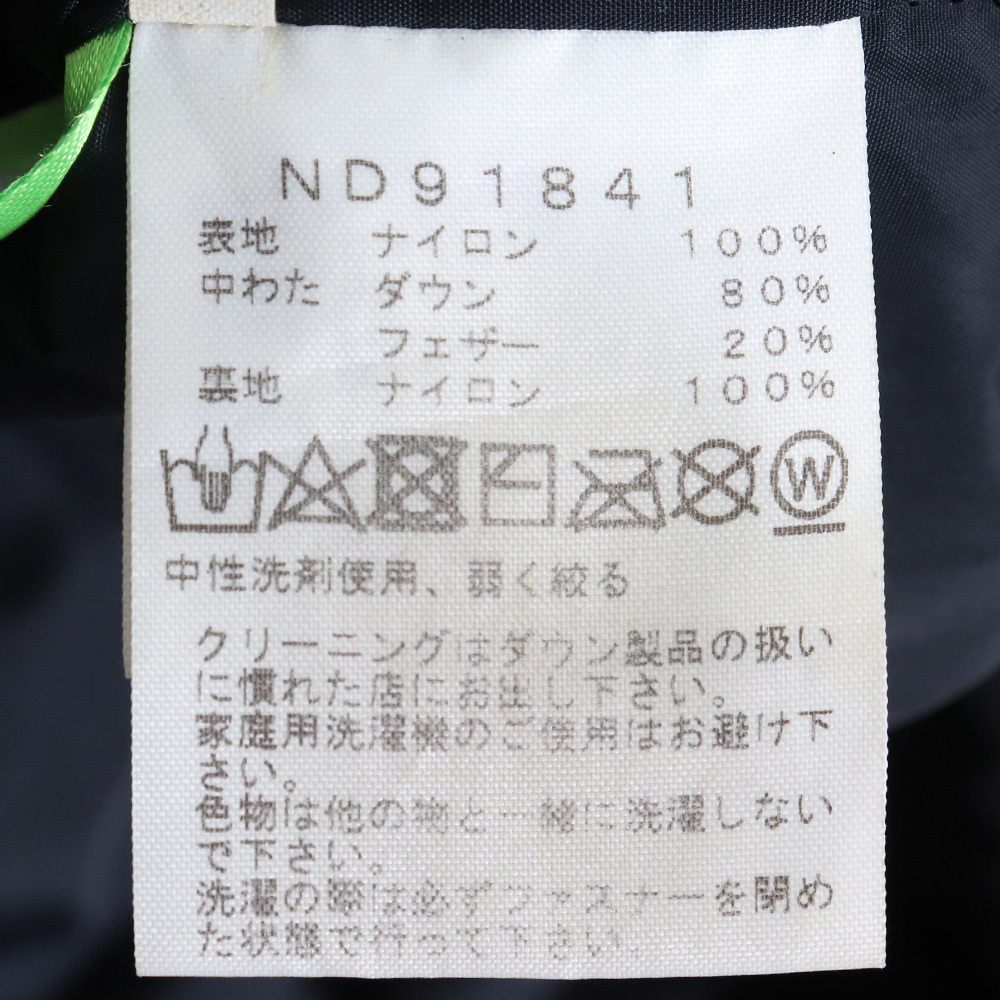 ND91841
表地 ナイロン 100%
中わた ダウン 80%
フェザー 20%
裏地 ナイロン 100%
W
中性洗剤使用、弱く絞る
クリーニングはダウン製品の扱い
に慣れた店にお出し下さい。
家庭用洗濯機のご使用はお避け下
さい。
色物は他の物と一緒に洗濯しない
で下さい。
洗濯の際は必ずファスナーを閉め
た状態で行って下さい。